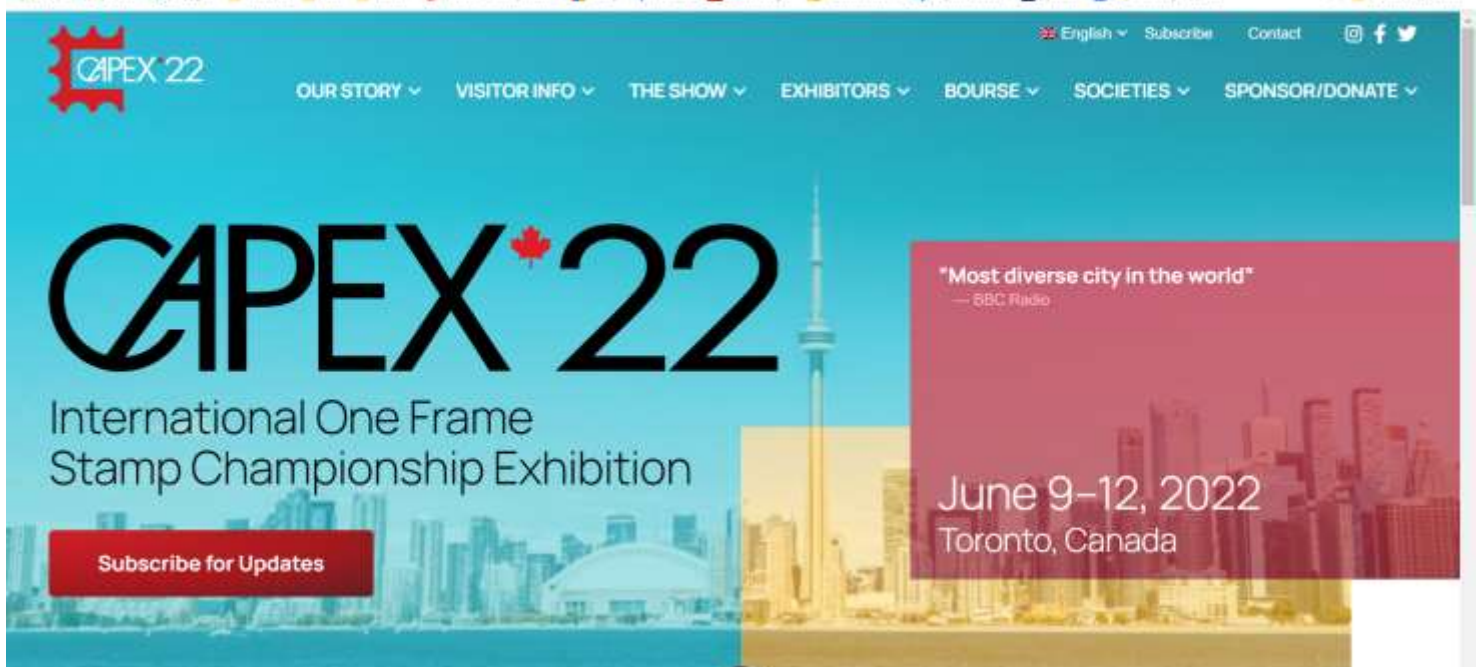 English Subscribe Contact
CAPEX'22
OUR STORY VISITOR INFO THE SHOW EXHIBITORS BOURSE SOCIETIES SPONSOR/DONATE
CAPEX'22
"Most diverse city in the world"
— BBC Radio
International One Frame
Stamp Championship Exhibition
June 9–12, 2022
Toronto, Canada
Subscribe for Updates